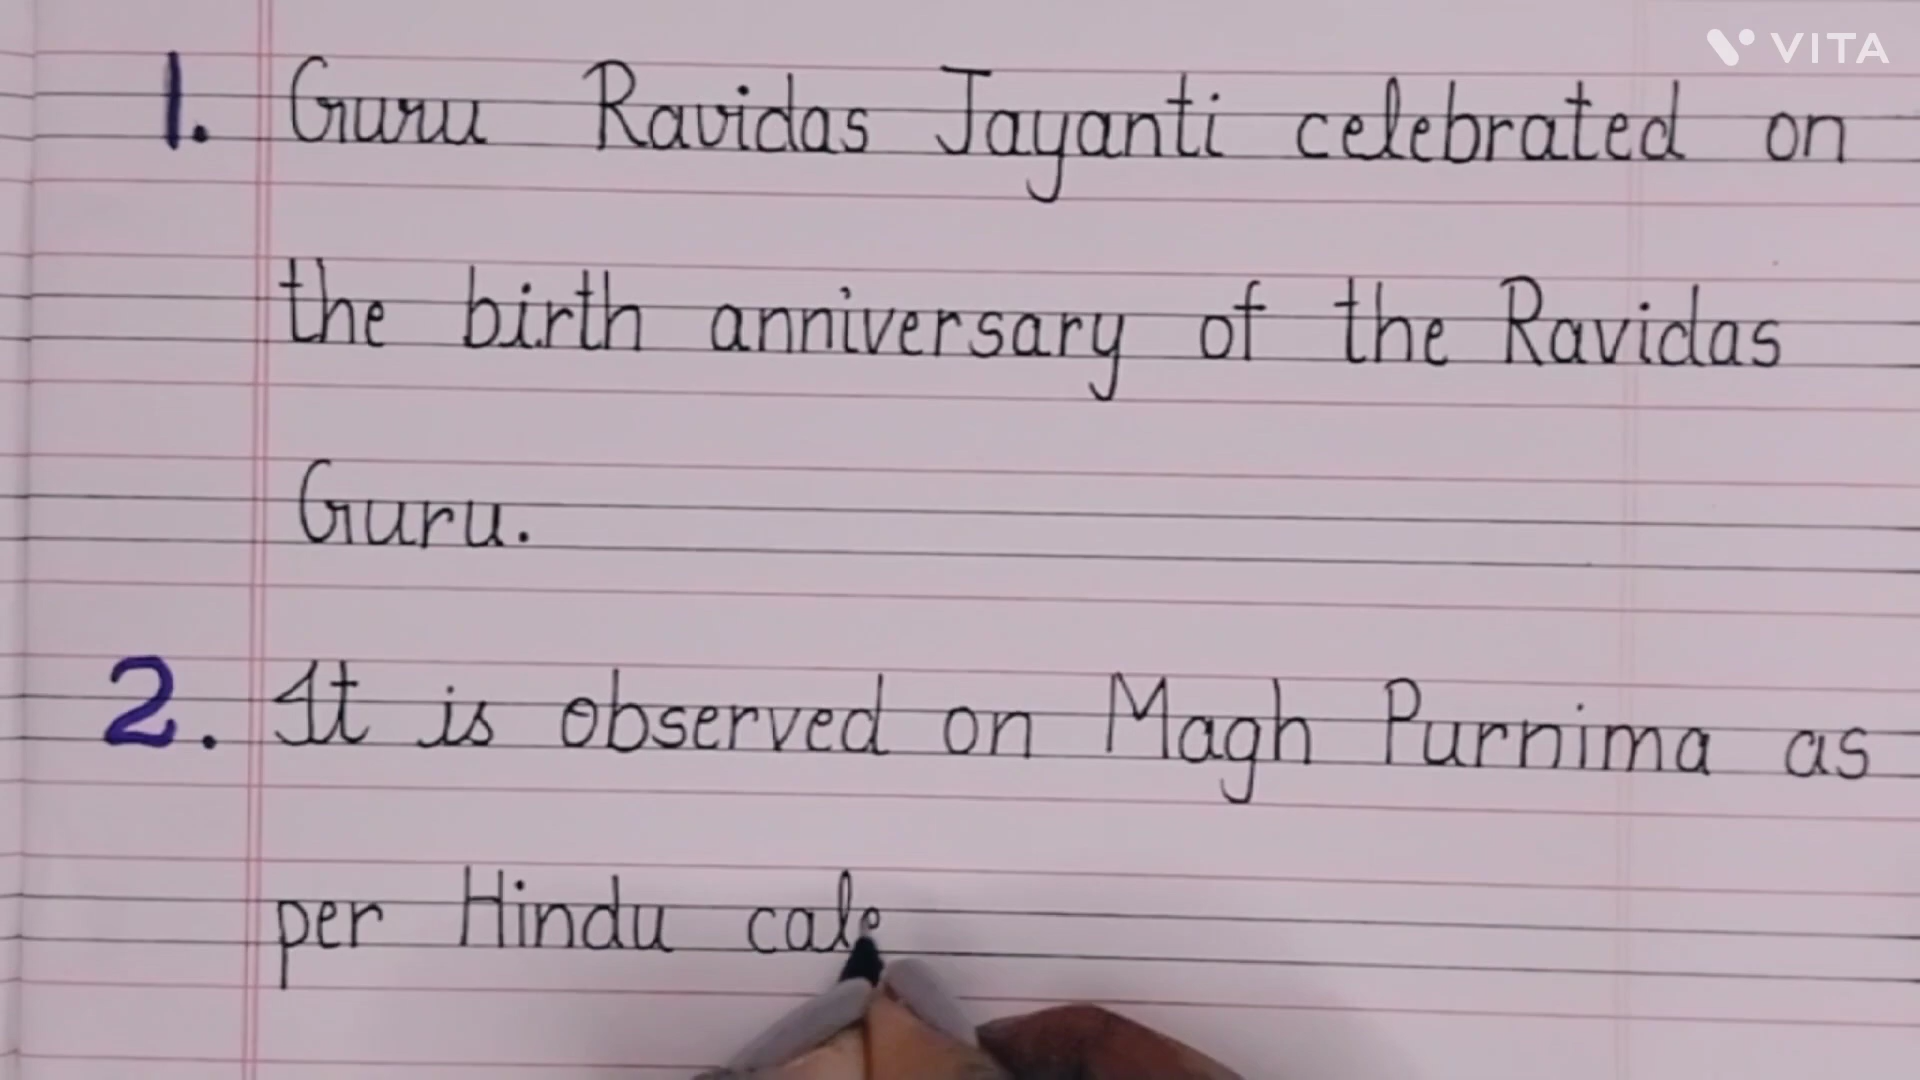 VITA
1. Guru Ravidas Jayanti celebrated on
the birth anniversary of the Ravidas
Guru.
2. It is observed on Magh Purnima as
per Hindu cale